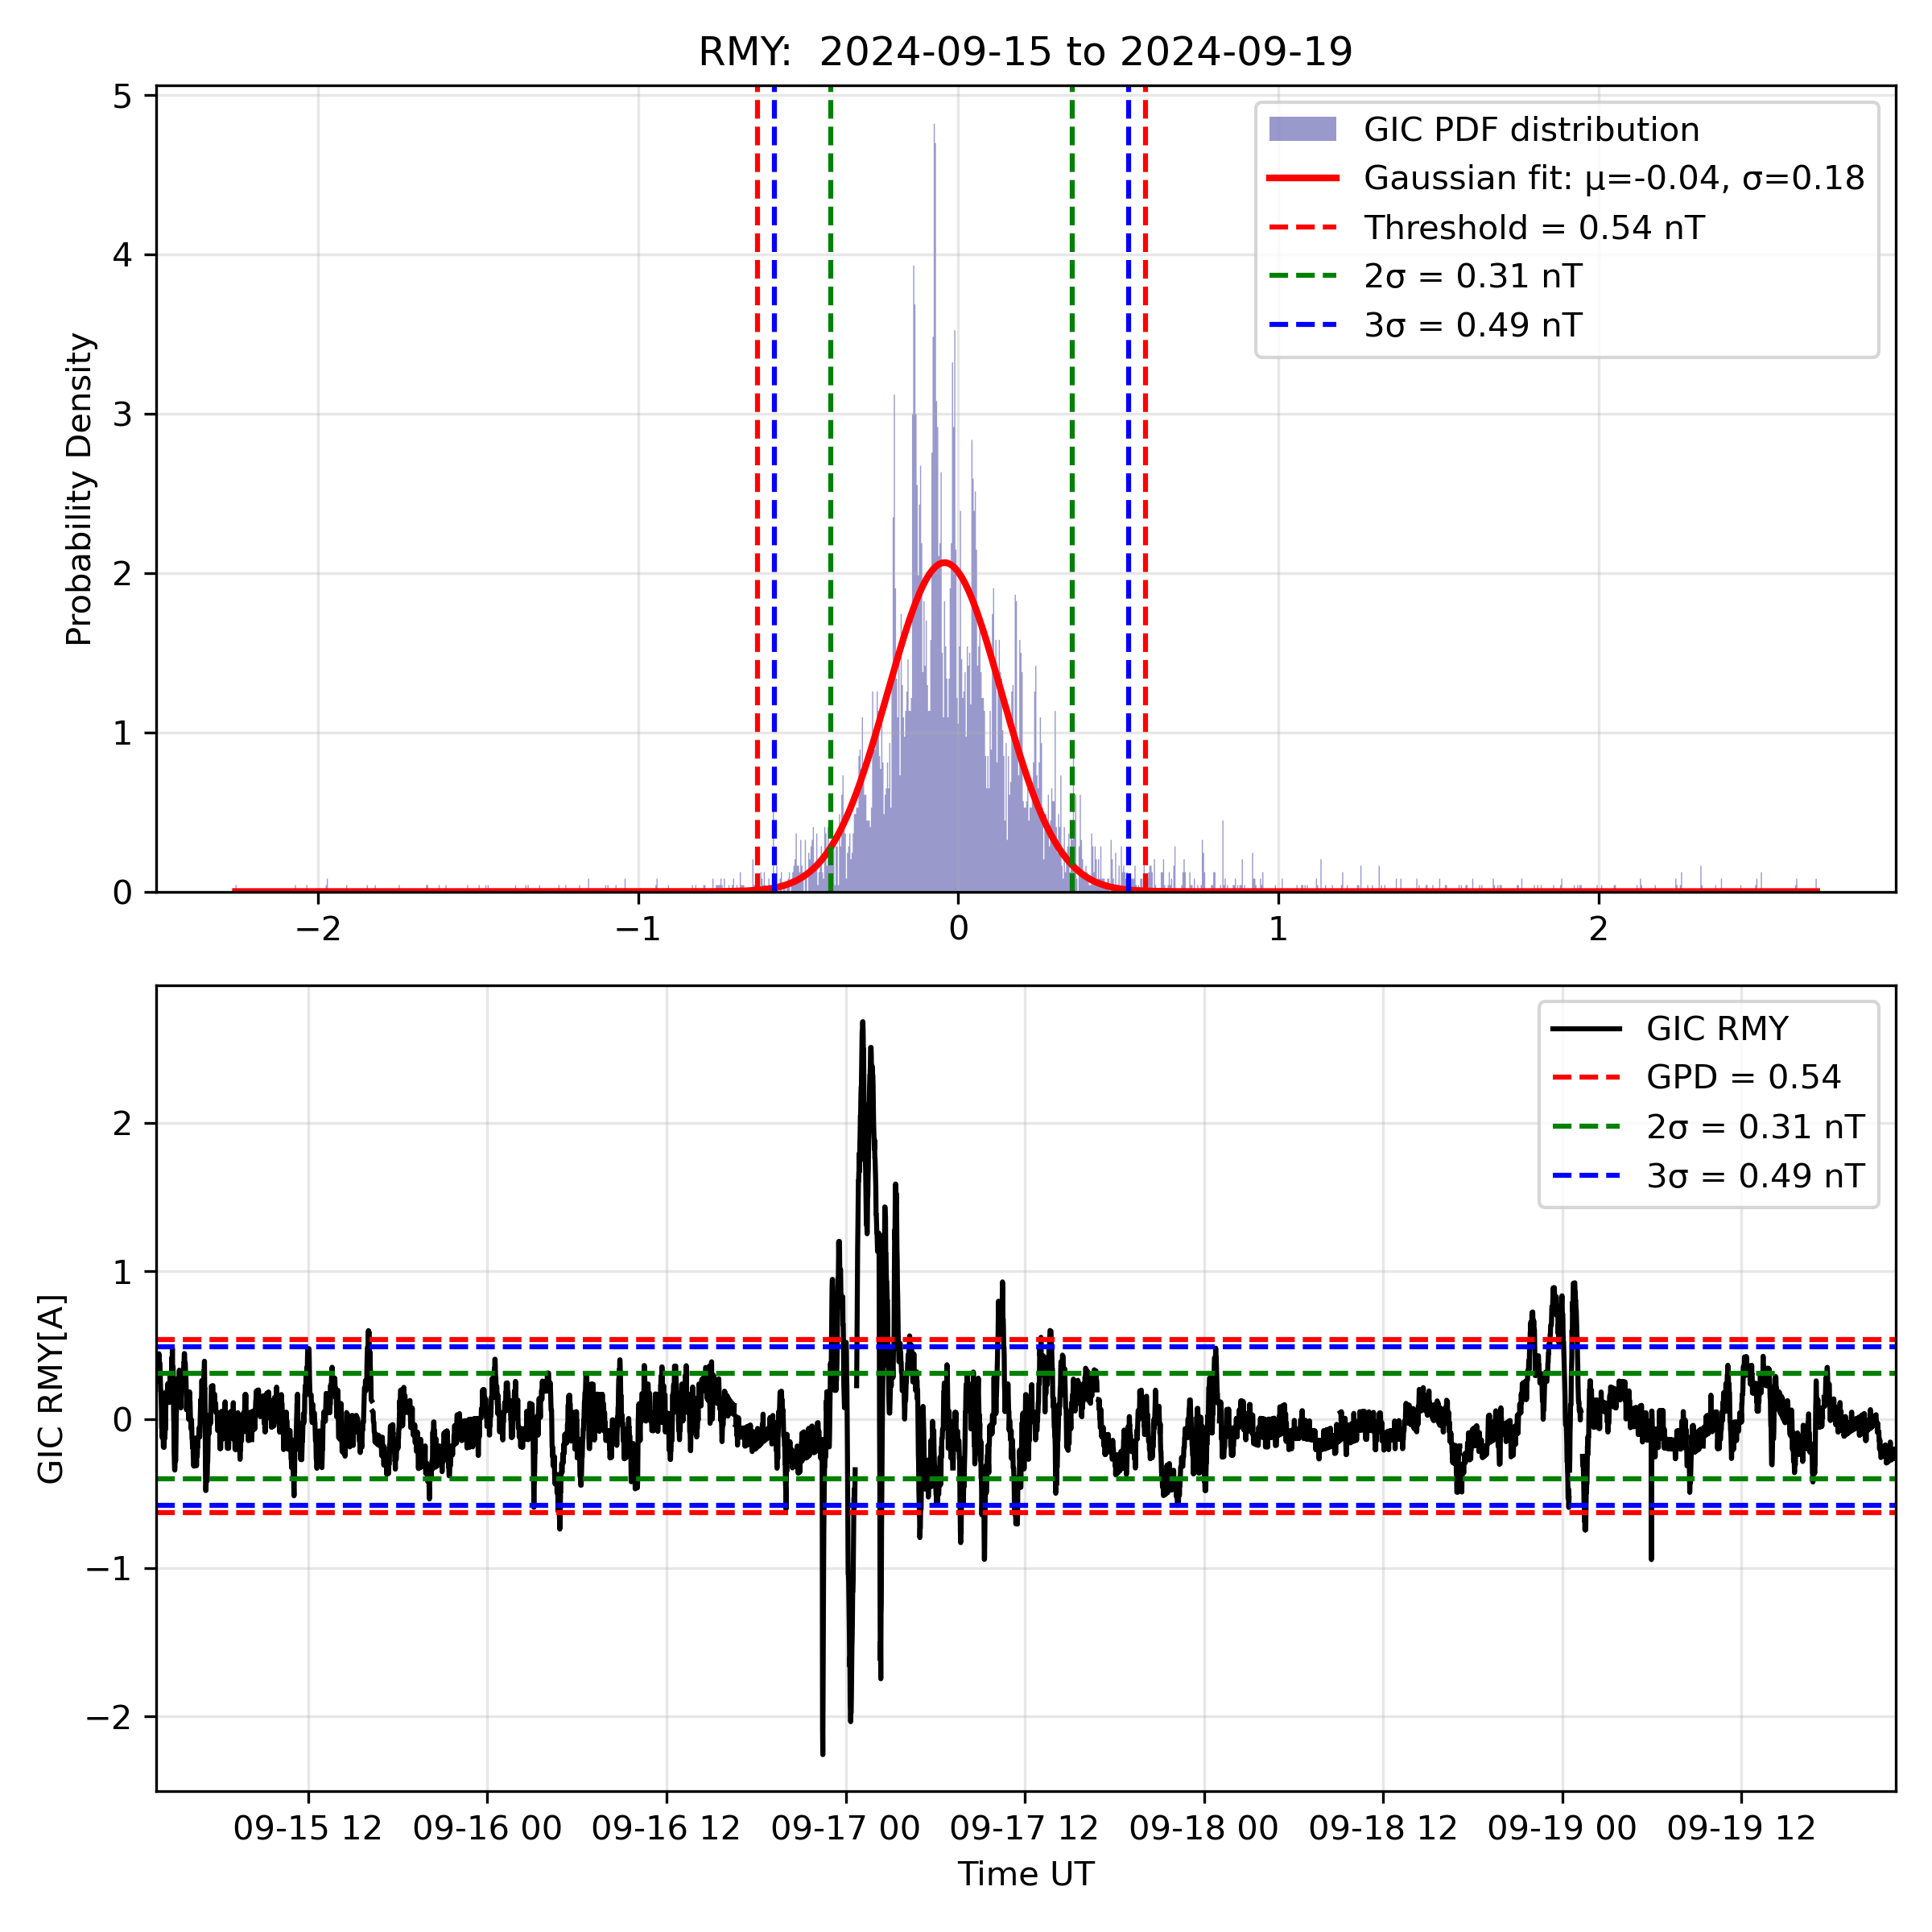 RMY:  2024-09-15 to 2024-09-19
Probability Density
5
4
3
2
1
0
−2
−1
0
1
2
GIC PDF distribution
Gaussian fit: μ=-0.04, σ=0.18
Threshold = 0.54 nT
2σ = 0.31 nT
3σ = 0.49 nT
GIC RMY[A]
2
1
0
−1
−2
GIC RMY
GPD = 0.54
2σ = 0.31 nT
3σ = 0.49 nT
09-15 12
09-16 00
09-16 12
09-17 00
09-17 12
09-18 00
09-18 12
09-19 00
09-19 12
Time UT